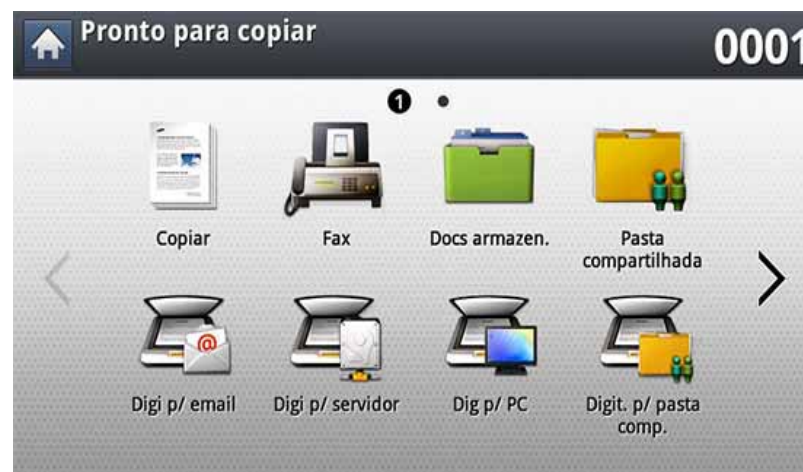 Pronto para copiar
0001
1
Copiar
Fax
Docs armazen.
Pasta
compartilhada
@
Digi p/ email
Digi p/ servidor
Dig p/ PC
Digit. p/ pasta
comp.